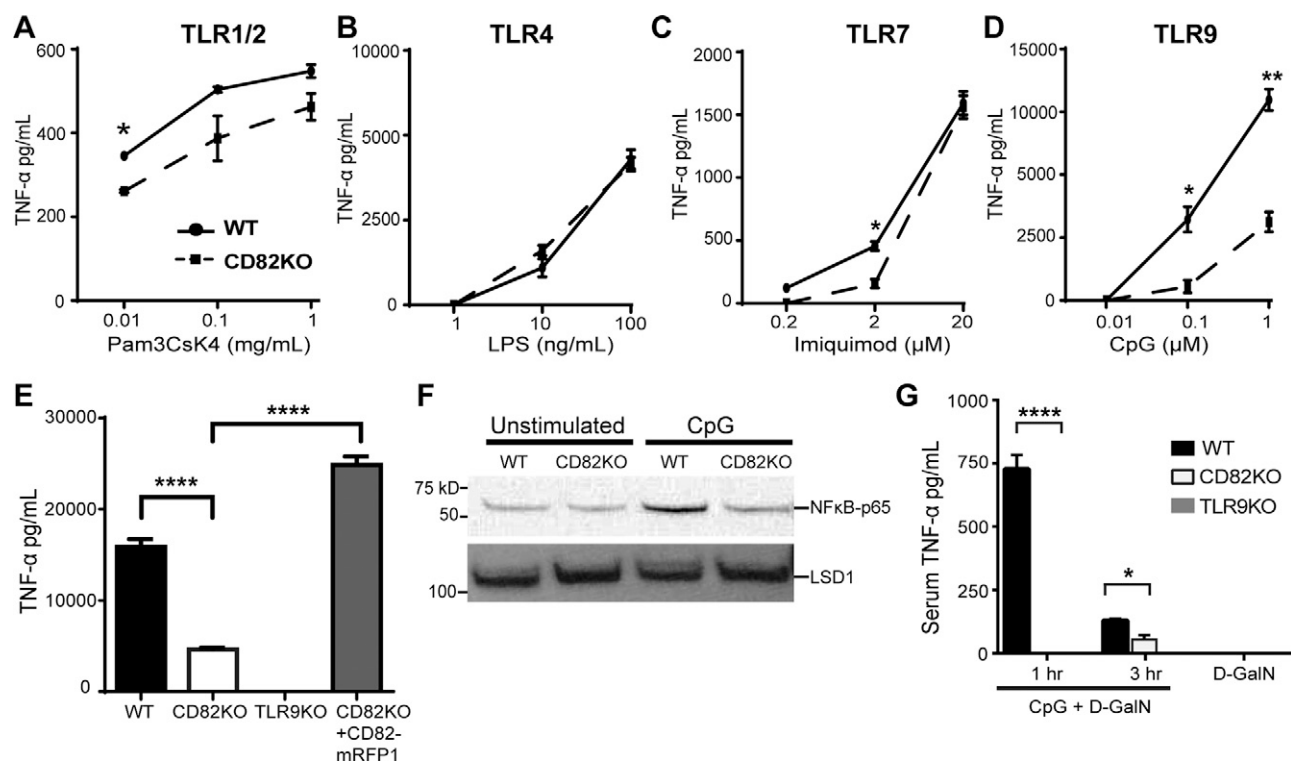 A TLR1/2
600
400
200
0
0.01 0.1 1
TNF-α pg/mL
Pam3CsK4 (mg/mL)
*
WT
CD82KO
B TLR4
10000
7500
5000
2500
0
1 10 100
TNF-α pg/mL
LPS (ng/mL)
C TLR7
2000
1500
1000
500
0
0.2 2 20
TNF-α pg/mL
Imiquimod (µM)
*
D TLR9
15000
12000
9000
6000
3000
0
0.01 0.1 1
TNF-α pg/mL
CpG (µM)
*
**
E
30000
20000
10000
0
TNF-α pg/mL
****
****
WT CD82KO TLR9KO CD82KO
+CD82-
mRFP1
F
Unstimulated CpG
WT CD82KO WT CD82KO
75 kD
50
NFκB-p65
100
LSD1
G
1000
750
500
250
0
Serum TNF-α pg/mL
****
*
WT
CD82KO
TLR9KO
1 hr 3 hr D-GalN
CpG + D-GalN